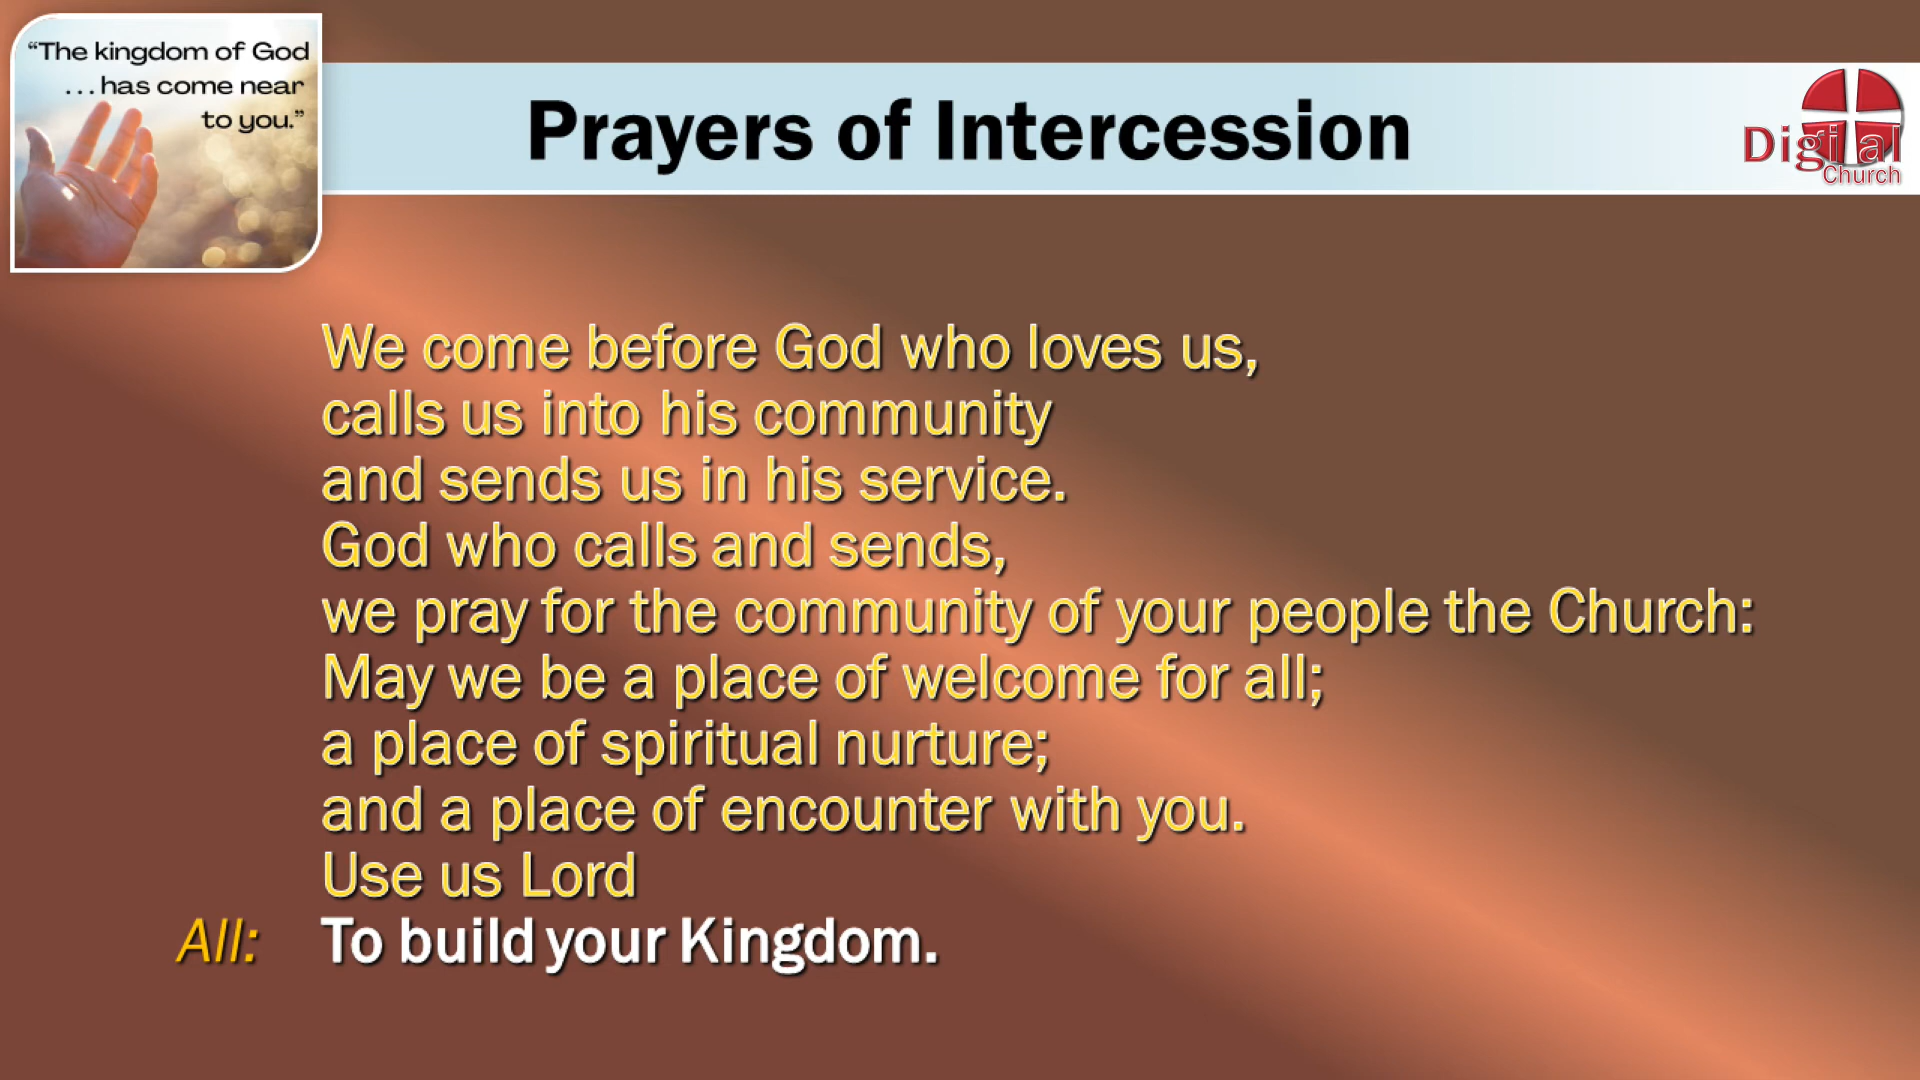 “The kingdom of God
...has come near
to you.”
Prayers of Intercession
Digital
Church
We come before God who loves us,
calls us into his community
and sends us in his service.
God who calls and sends,
we pray for the community of your people the Church:
May we be a place of welcome for all;
a place of spiritual nurture;
and a place of encounter with you.
Use us Lord
All: To build your Kingdom.